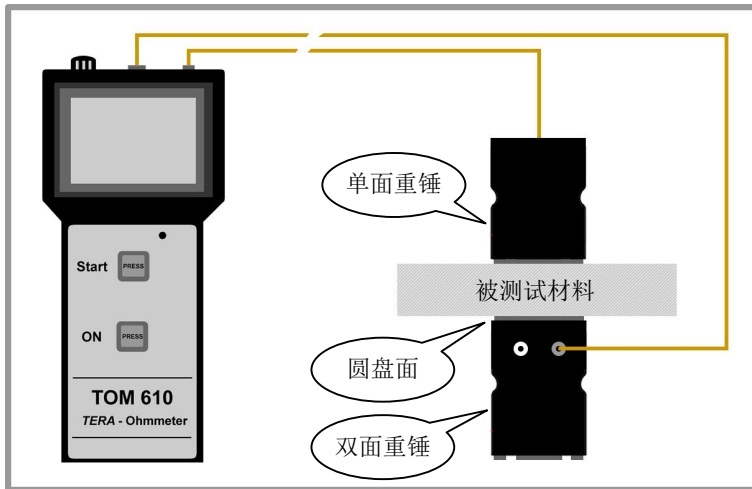 单面重锤
被测试材料
Start
PRESS
ON
PRESS
圆盘面
TOM 610
TERA - Ohmmeter
双面重锤